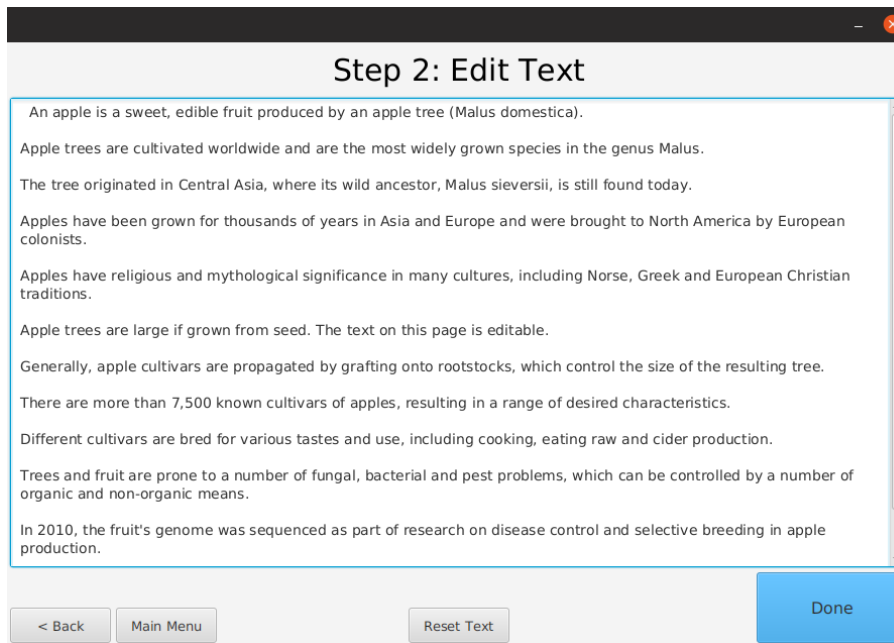 Step 2: Edit Text
An apple is a sweet, edible fruit produced by an apple tree (Malus domestica).
Apple trees are cultivated worldwide and are the most widely grown species in the genus Malus.
The tree originated in Central Asia, where its wild ancestor, Malus sieversii, is still found today.
Apples have been grown for thousands of years in Asia and Europe and were brought to North America by European
colonists.
Apples have religious and mythological significance in many cultures, including Norse, Greek and European Christian
traditions.
Apple trees are large if grown from seed. The text on this page is editable.
Generally, apple cultivars are propagated by grafting onto rootstocks, which control the size of the resulting tree.
There are more than 7,500 known cultivars of apples, resulting in a range of desired characteristics.
Different cultivars are bred for various tastes and use, including cooking, eating raw and cider production.
Trees and fruit are prone to a number of fungal, bacterial and pest problems, which can be controlled by a number of
organic and non-organic means.
In 2010, the fruit's genome was sequenced as part of research on disease control and selective breeding in apple
production.
< Back
Main Menu
Reset Text
Done